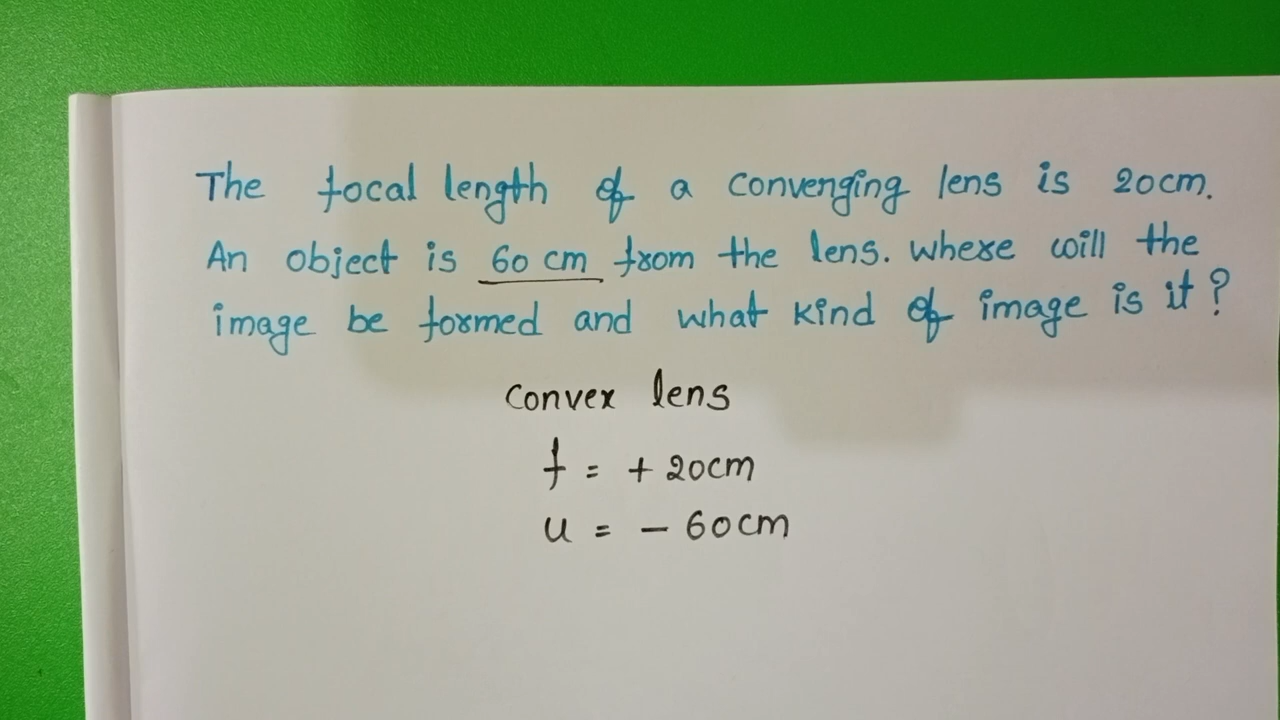 The focal length of a converging lens is 20cm.
An object is 60 cm from the lens. where will the
image be formed and what kind of image is it?
convex lens
f = + 20cm
u = - 60cm